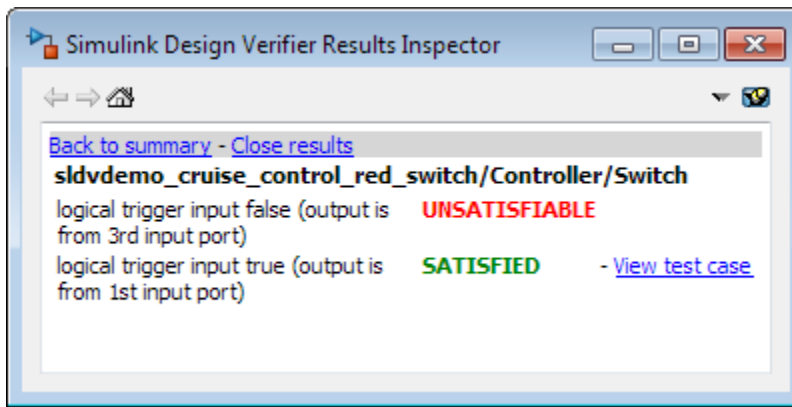 Simulink Design Verifier Results Inspector
Back to summary - Close results
sldvdemo_cruise_control_red_switch/Controller/Switch
logical trigger input false (output is UNSATISFIABLE
from 3rd input port)
logical trigger input true (output is SATISFIED - View test case
from 1st input port)